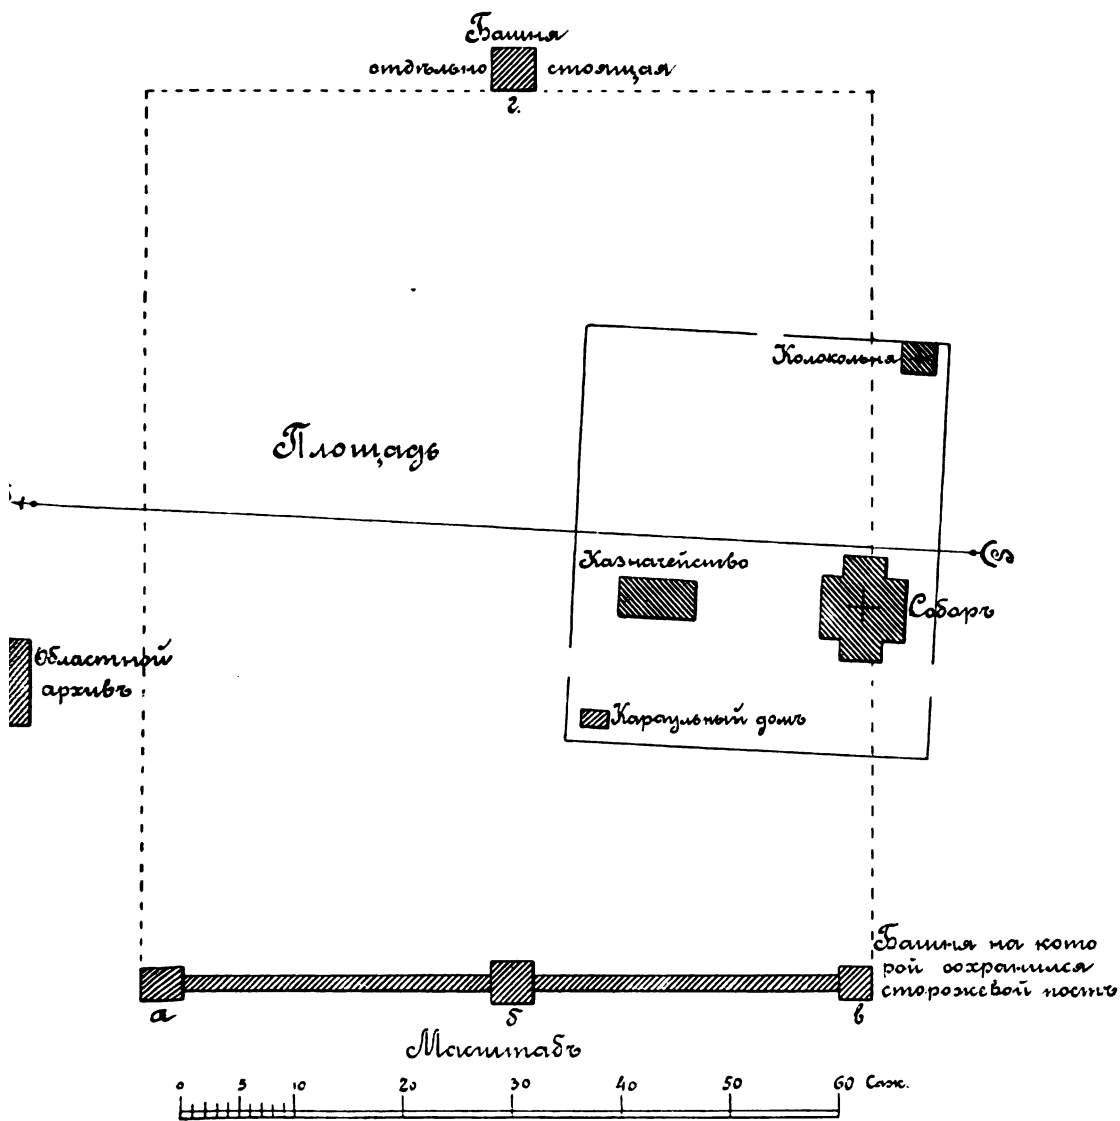 Башня
отдѣльно стоящая
г.
Колокольня
Площадь
С
Казначейство
Соборъ
Областной
архивъ
Караульный домъ
Башня на кото
рой сохранился
сторожевой постъ
а б в
Масштабъ
0 5 10 20 30 40 50 60 Саж.